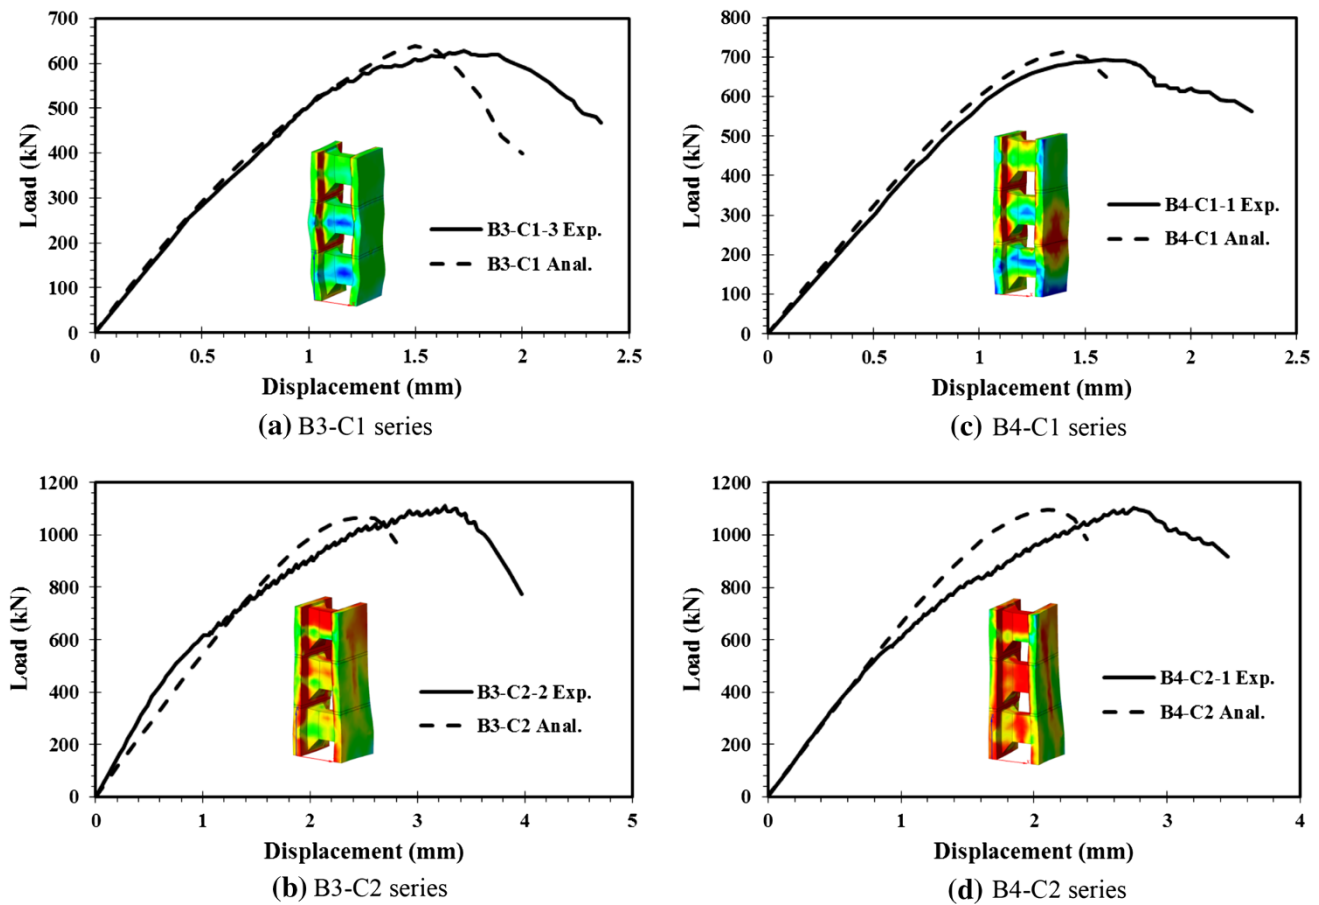 700
600
500
400
300
200
100
0
Load (kN)
B3-C1-3 Exp.
B3-C1 Anal.
0 0.5 1 1.5 2 2.5
Displacement (mm)
(a) B3-C1 series
800
700
600
500
400
300
200
100
0
Load (kN)
B4-C1-1 Exp.
B4-C1 Anal.
0 0.5 1 1.5 2 2.5
Displacement (mm)
(c) B4-C1 series
1200
1000
800
600
400
200
0
Load (kN)
B3-C2-2 Exp.
B3-C2 Anal.
0 1 2 3 4 5
Displacement (mm)
(b) B3-C2 series
1200
1000
800
600
400
200
0
Load (kN)
B4-C2-1 Exp.
B4-C2 Anal.
0 1 2 3 4
Displacement (mm)
(d) B4-C2 series